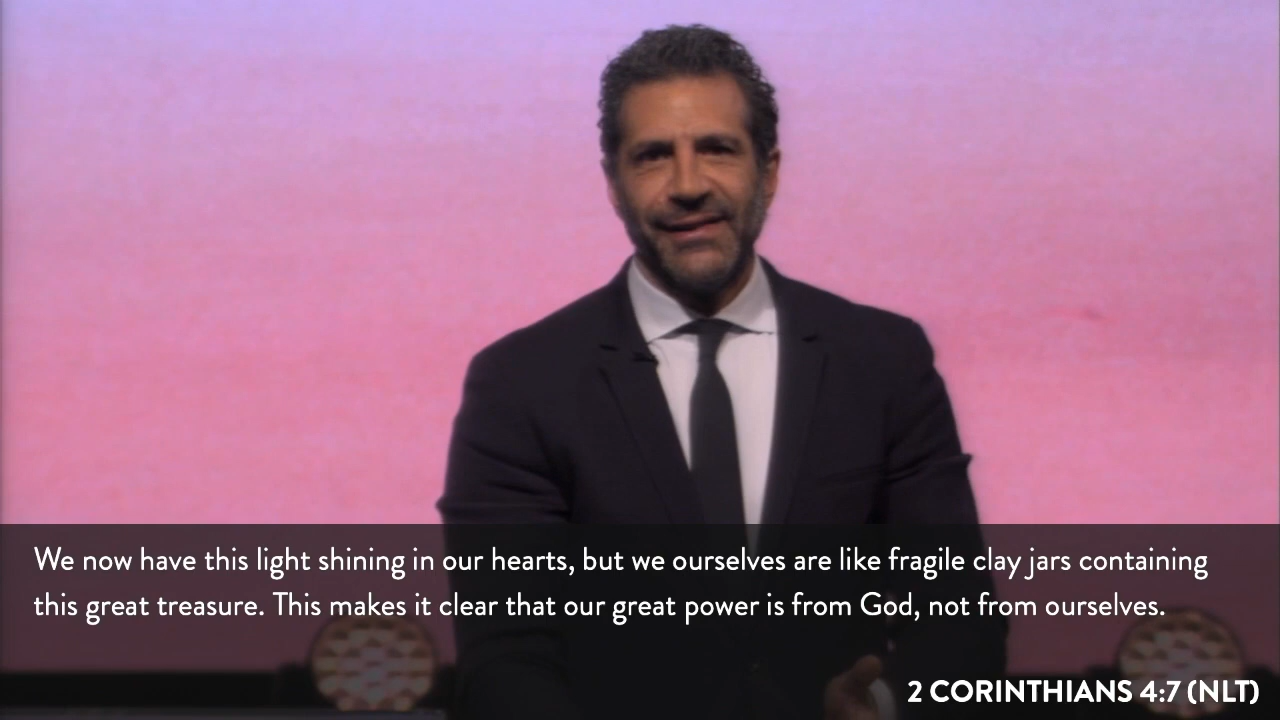 We now have this light shining in our hearts, but we ourselves are like fragile clay jars containing
this great treasure. This makes it clear that our great power is from God, not from ourselves.
2 CORINTHIANS 4:7 (NLT)